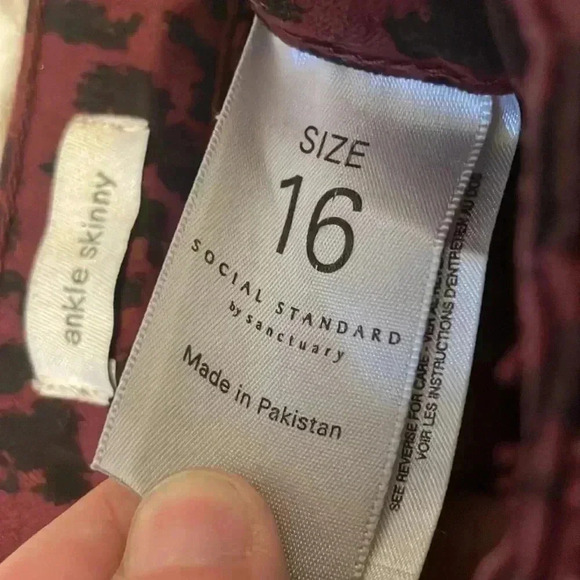 ankle skinny
SIZE
16
SOCIAL STANDARD
by Sanctuary
Made in Pakistan
SEE REVERSE FOR CARE
VOIR LES INSTRUCTIONS D'ENTRETIEN AU DOS